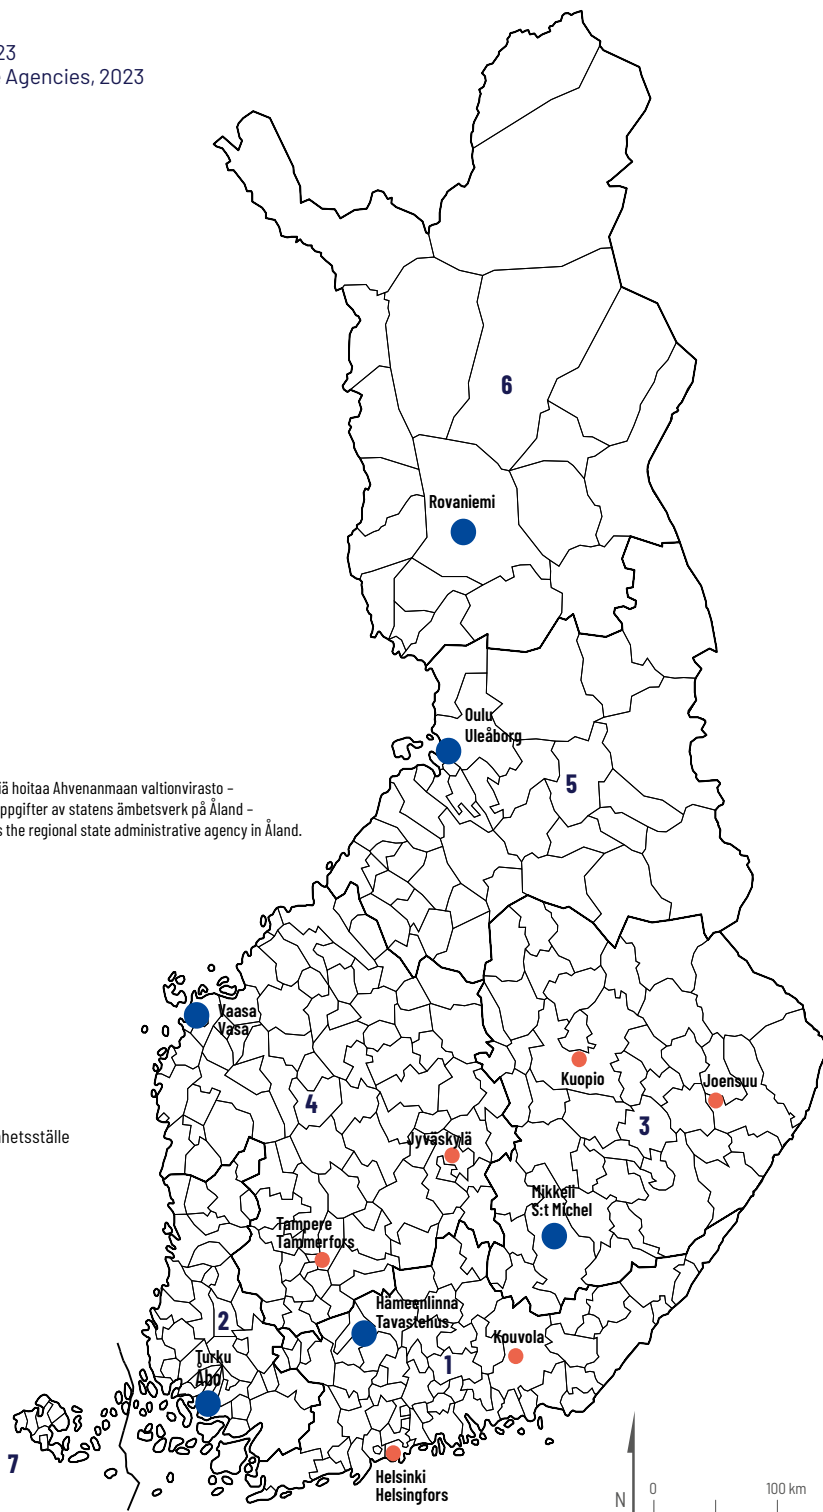 23
Agencies, 2023
6
Rovaniemi
Oulu
Uleåborg
5
iä hoitaa Ahvenanmaan valtionvirasto –
ppgifter av statens ämbetsverk på Åland –
s the regional state administrative agency in Åland.
Vaasa
Vasa
4
Kuopio
Joensuu
3
hetsställe
Jyväskylä
Mikkeli
S:t Michel
Tampere
Tammerfors
Hämeenlinna
Tavastehus
2
Kouvola
1
Turku
Åbo
7
Helsinki
Helsingfors
N
0
100 km